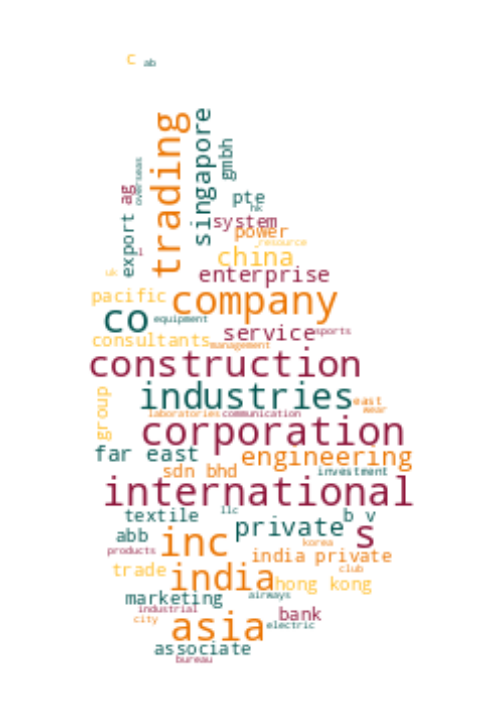 c ab
trading
singapore
gmbh
overseas
ag
export
pte
hk
system
power
resource
china
enterprise
pacific
company
co
equipment
service
sports
consultants
management
construction
industries
east
wear
group
laboratories communication
corporation
far east
engineering
sdn bhd
investment
international
textile
llc
private
b v
s
abb
inc
korea
products
india private
trade
india
club
hong kong
marketing
airways
industrial
bank
city
asia
electric
associate
bureau